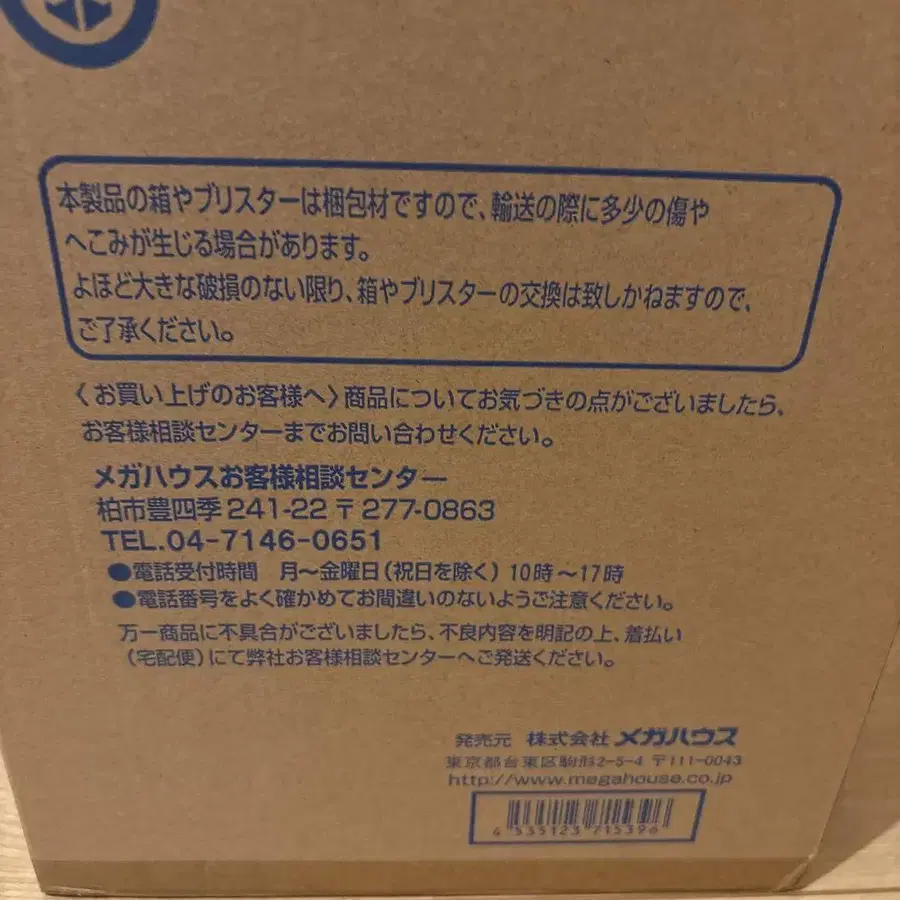 本製品の箱やブリスターは梱包材ですので、輸送の際に多少の傷や
へこみが生じる場合があります。
よほど大きな破損のない限り、箱やブリスターの交換は致しかねますので、
ご了承ください。
〈お買い上げのお客様へ〉商品についてお気づきの点がございましたら、
お客様相談センターまでお問い合わせください。
メガハウスお客様相談センター
柏市豊四季241-22 〒277-0863
TEL.04-7146-0651
●電話受付時間 月〜金曜日(祝日を除く) 10時〜17時
●電話番号をよく確かめてお間違いのないようご注意ください。
万一商品に不具合がございましたら、不良内容を明記の上、着払い
(宅配便)にて弊社お客様相談センターへご発送ください。
発売元 株式会社 メガハウス
東京都台東区駒形2-5-4 〒111-0043
http://www.megahouse.co.jp
4 535123 715396